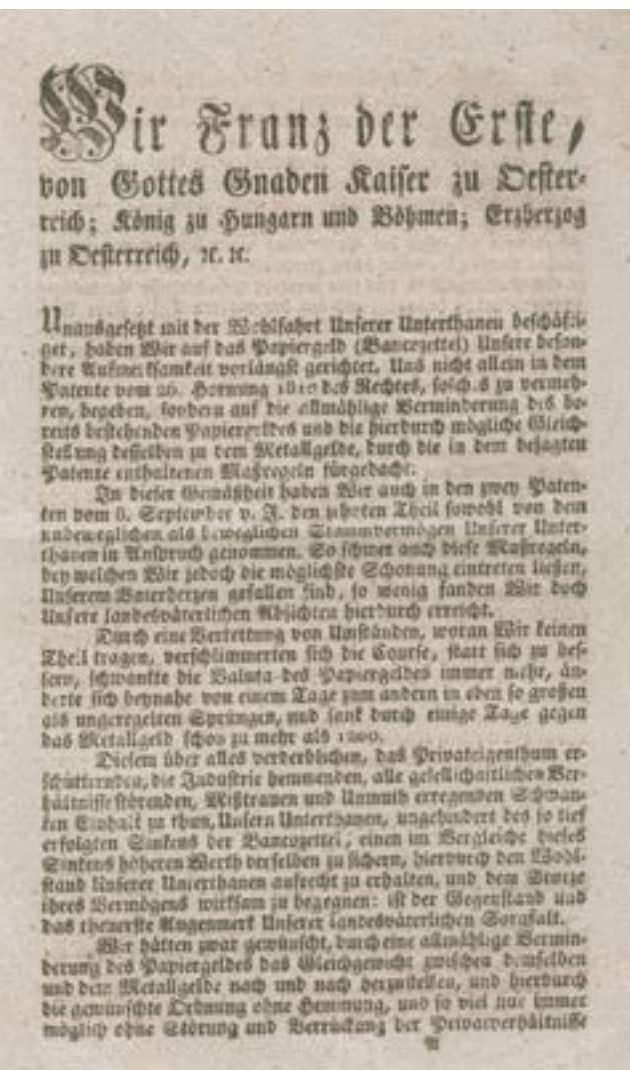 Wir Franz der Erste,
von Gottes Gnaden Kaiser zu Oester-
reich; König zu Hungarn und Böhmen; Erzherzog
zu Oesterreich, ꝛc. ꝛc.
Unausgesetzt mit der Wohlfahrt Unserer Unterthanen beschäfti-
get, haben Wir auf das Papiergeld (Bancozettel) Unsere beson-
dere Aufmerksamkeit vorlängst gerichtet, Uns nicht allein in dem
Patente vom 26. Hornung 1810 des Rechtes, solches zu vermeh-
ren, begeben, sondern auf die allmählige Verminderung des be-
reits bestehenden Papiergeldes und die hierdurch mögliche Gleich-
stellung desselben zu dem Metallgelde, durch die in dem besagten
Patente enthaltenen Maßregeln fürgedacht.
In dieser Gemäßheit haben Wir auch in den zwey Paten-
ten vom 8. September v. J. den zehnten Theil sowohl von dem
unbeweglichen als beweglichen Stammvermögen Unserer Unter-
thanen in Anspruch genommen. So schwer auch diese Maßregeln,
bey welchen Wir jedoch die möglichste Schonung eintreten ließen,
Unserem Vaterherzen gefallen sind, so wenig fanden Wir doch
Unsere landesväterlichen Absichten hierdurch erreicht.
Durch eine Verkettung von Umständen, woran Wir keinen
Theil tragen, verschlimmerten sich die Course, statt sich zu bes-
sern, schwankte die Valuta des Papiergeldes immer mehr, än-
derte sich beynahe von einem Tage zum andern in eben so großen
als ungeregelten Sprüngen, und sank durch einige Tage gegen
das Metallgeld schon zu mehr als 1200.
Diesem über alles verderblichen, das Privateigenthum er-
schütternden, die Industrie hemmenden, alle gesellschaftlichen Ver-
hältnisse störenden, Mißtrauen und Unmuth erregenden Schwan-
ken Einhalt zu thun, Unsern Unterthanen, ungehindert des so tief
erfolgten Sinkens der Bancozettel, einen im Vergleiche dieses
Sinkens höheren Werth derselben zu sichern, hierdurch den Wohl-
stand Unserer Unterthanen aufrecht zu erhalten, und dem Sturze
ihres Vermögens wirksam zu begegnen: ist der Gegenstand und
das theuerste Augenmerk Unserer landesväterlichen Sorgfalt.
Wir hätten zwar gewünscht, durch eine allmählige Vermin-
derung des Papiergeldes das Gleichgewicht zwischen demselben
und dem Metallgelde nach und nach herzustellen, und hierdurch
die gewünschte Ordnung ohne Hemmung, und so viel nur immer
möglich ohne Störung und Verrückung der Privatverhältnisse